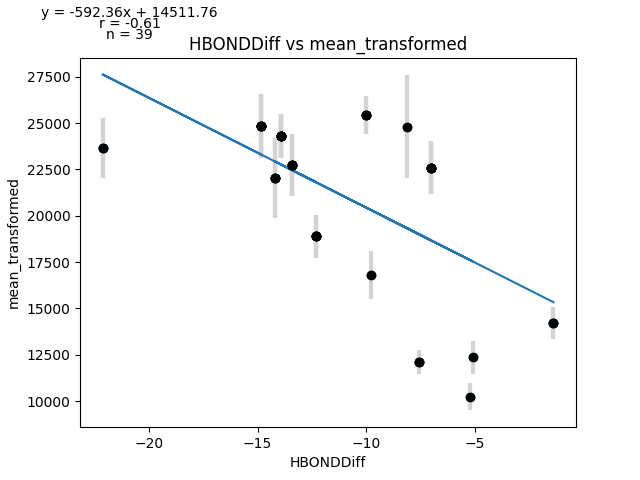 y = -592.36x + 14511.76
r = -0.61
n = 39
HBONDDiff vs mean_transformed
27500
25000
22500
20000
17500
15000
12500
10000
mean_transformed
−20
−15
−10
−5
HBONDDiff